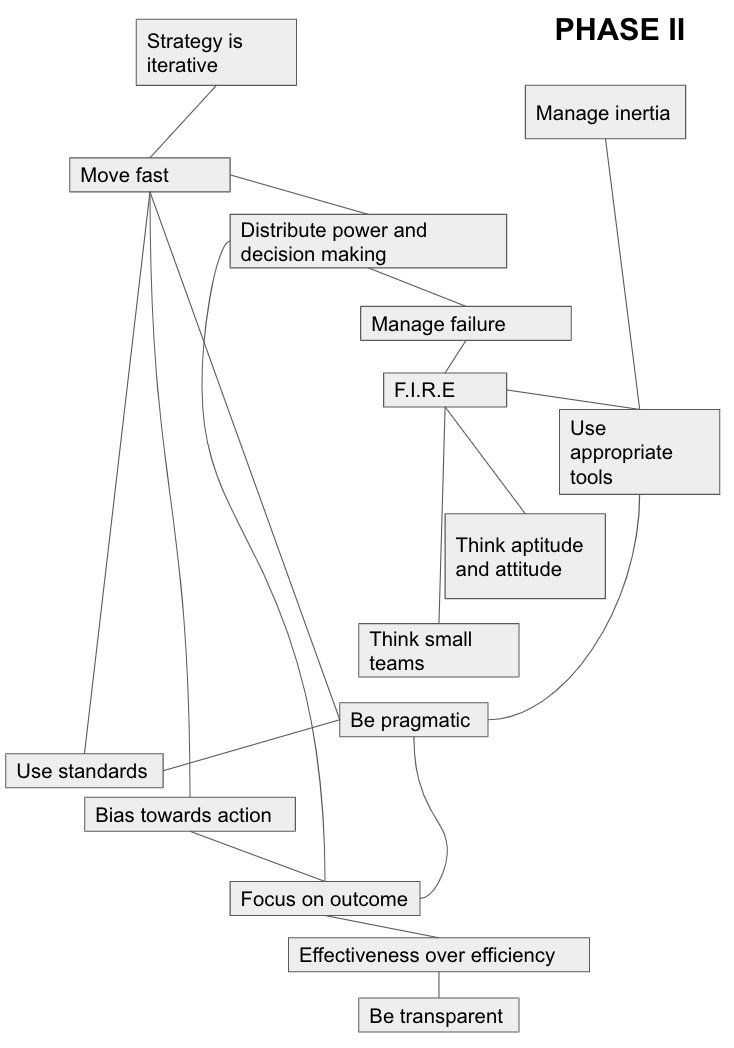 PHASE II
Strategy is
iterative
Manage inertia
Move fast
Distribute power and
decision making
Manage failure
F.I.R.E
Use
appropriate
tools
Think aptitude
and attitude
Think small
teams
Be pragmatic
Use standards
Bias towards action
Focus on outcome
Effectiveness over efficiency
Be transparent